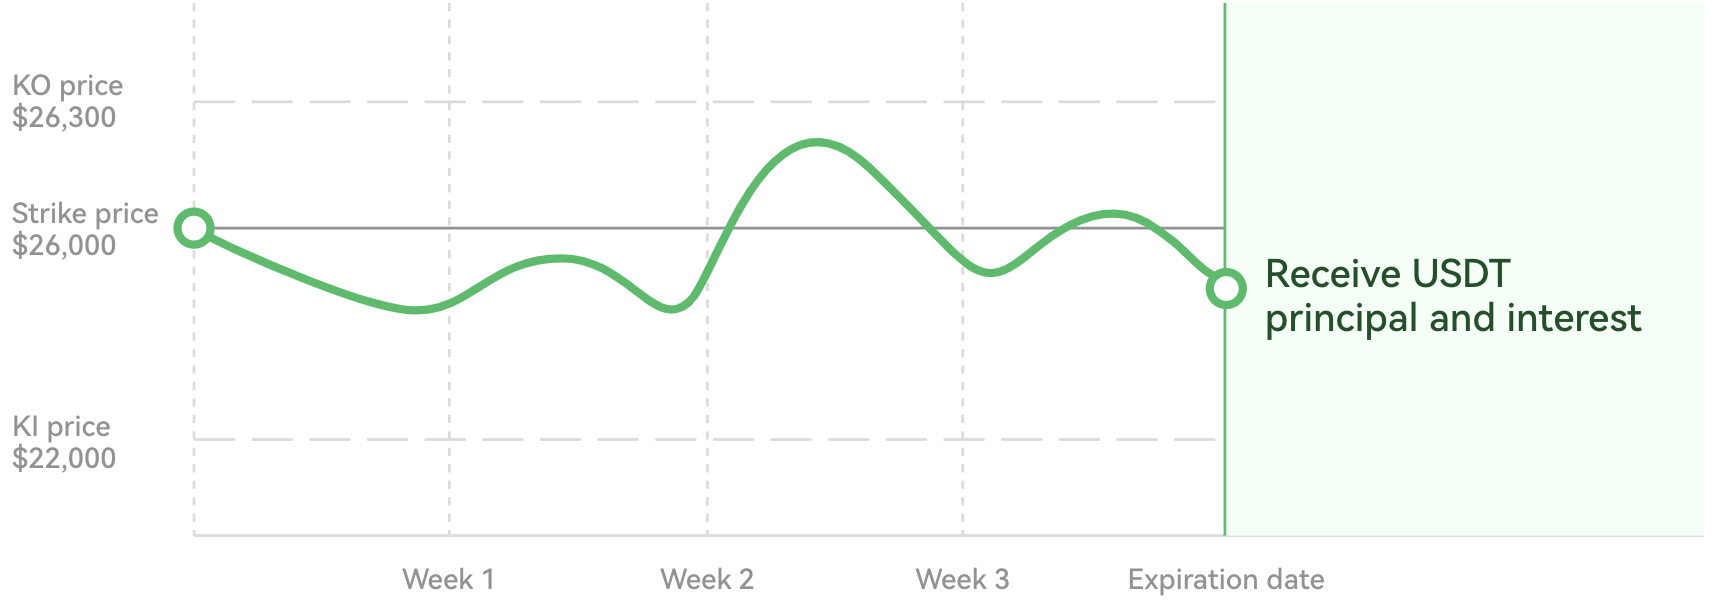 KO price
$26,300
Strike price
$26,000
Receive USDT
principal and interest
KI price
$22,000
Week 1
Week 2
Week 3
Expiration date